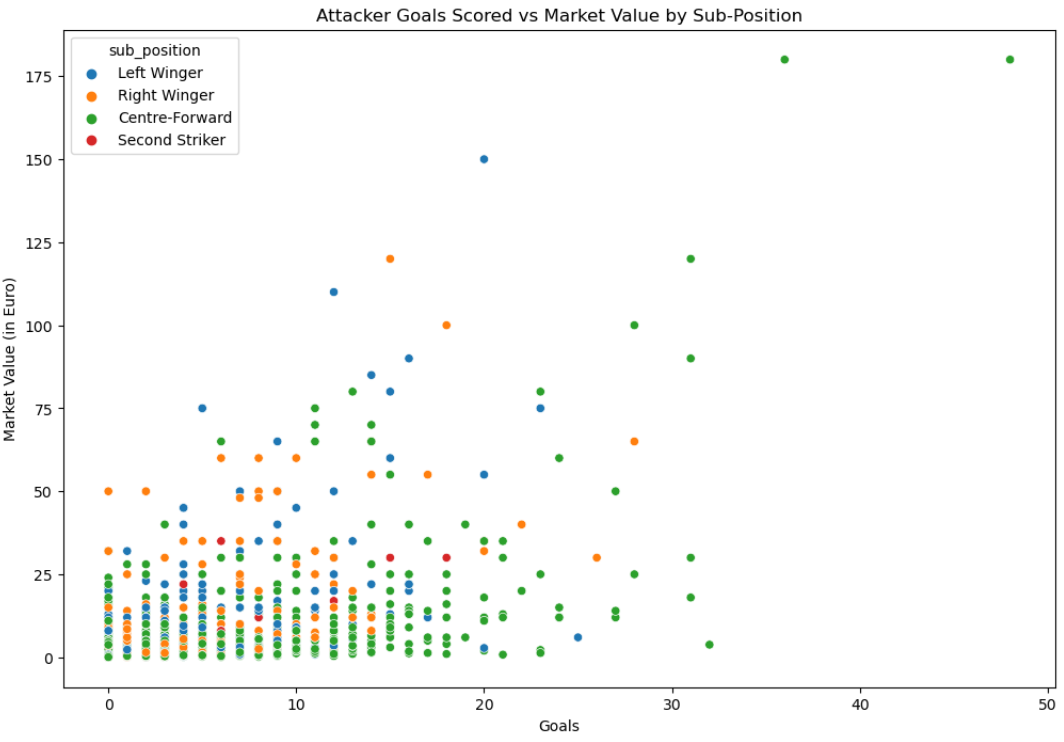 Attacker Goals Scored vs Market Value by Sub-Position
sub_position
Left Winger
Right Winger
Centre-Forward
Second Striker
Market Value (in Euro)
175
150
125
100
75
50
25
0
0 10 20 30 40 50
Goals